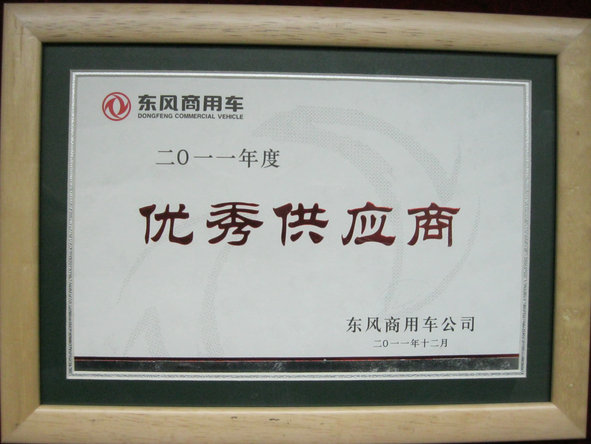 东风商用车
DONGFENG COMMERCIAL VEHICLE
二〇一一年度
优秀供应商
东风商用车公司
二〇一一年十二月